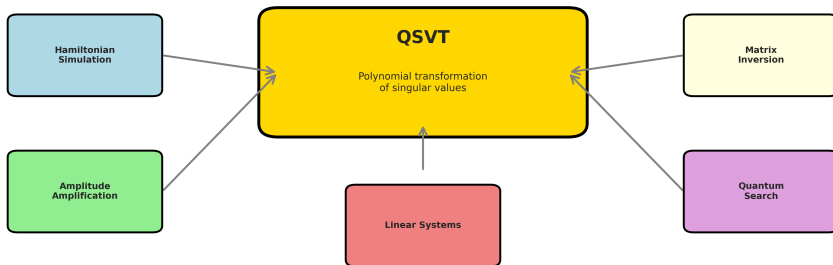 QSVT
Polynomial transformation
of singular values
Hamiltonian
Simulation
Matrix
Inversion
Amplitude
Amplification
Quantum
Search
Linear Systems